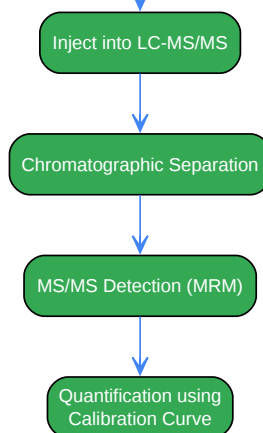 Inject into LC-MS/MS
Chromatographic Separation
MS/MS Detection (MRM)
Quantification using
Calibration Curve